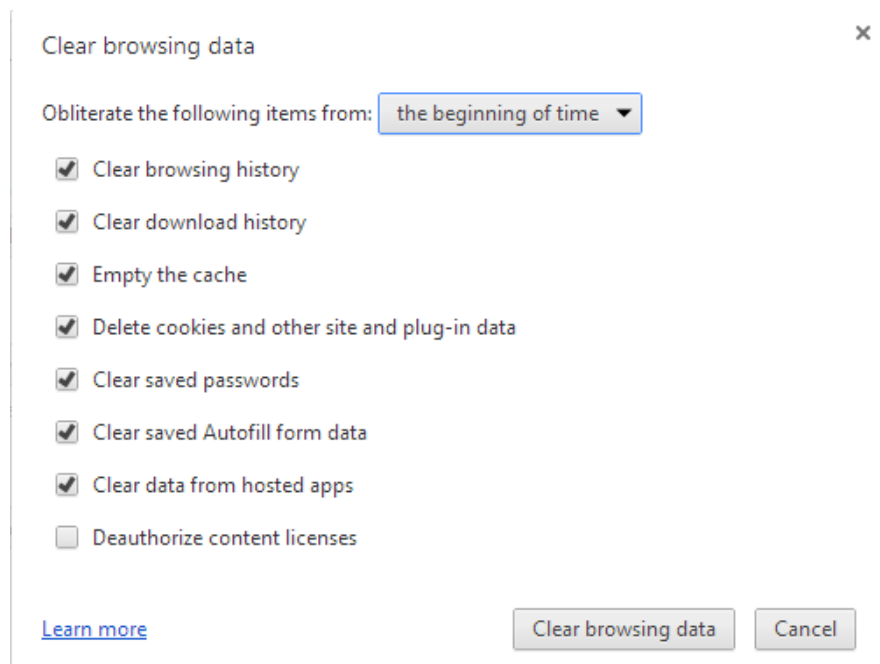 Clear browsing data
Obliterate the following items from: the beginning of time
Clear browsing history
Clear download history
Empty the cache
Delete cookies and other site and plug-in data
Clear saved passwords
Clear saved Autofill form data
Clear data from hosted apps
Deauthorize content licenses
Learn more Clear browsing data Cancel